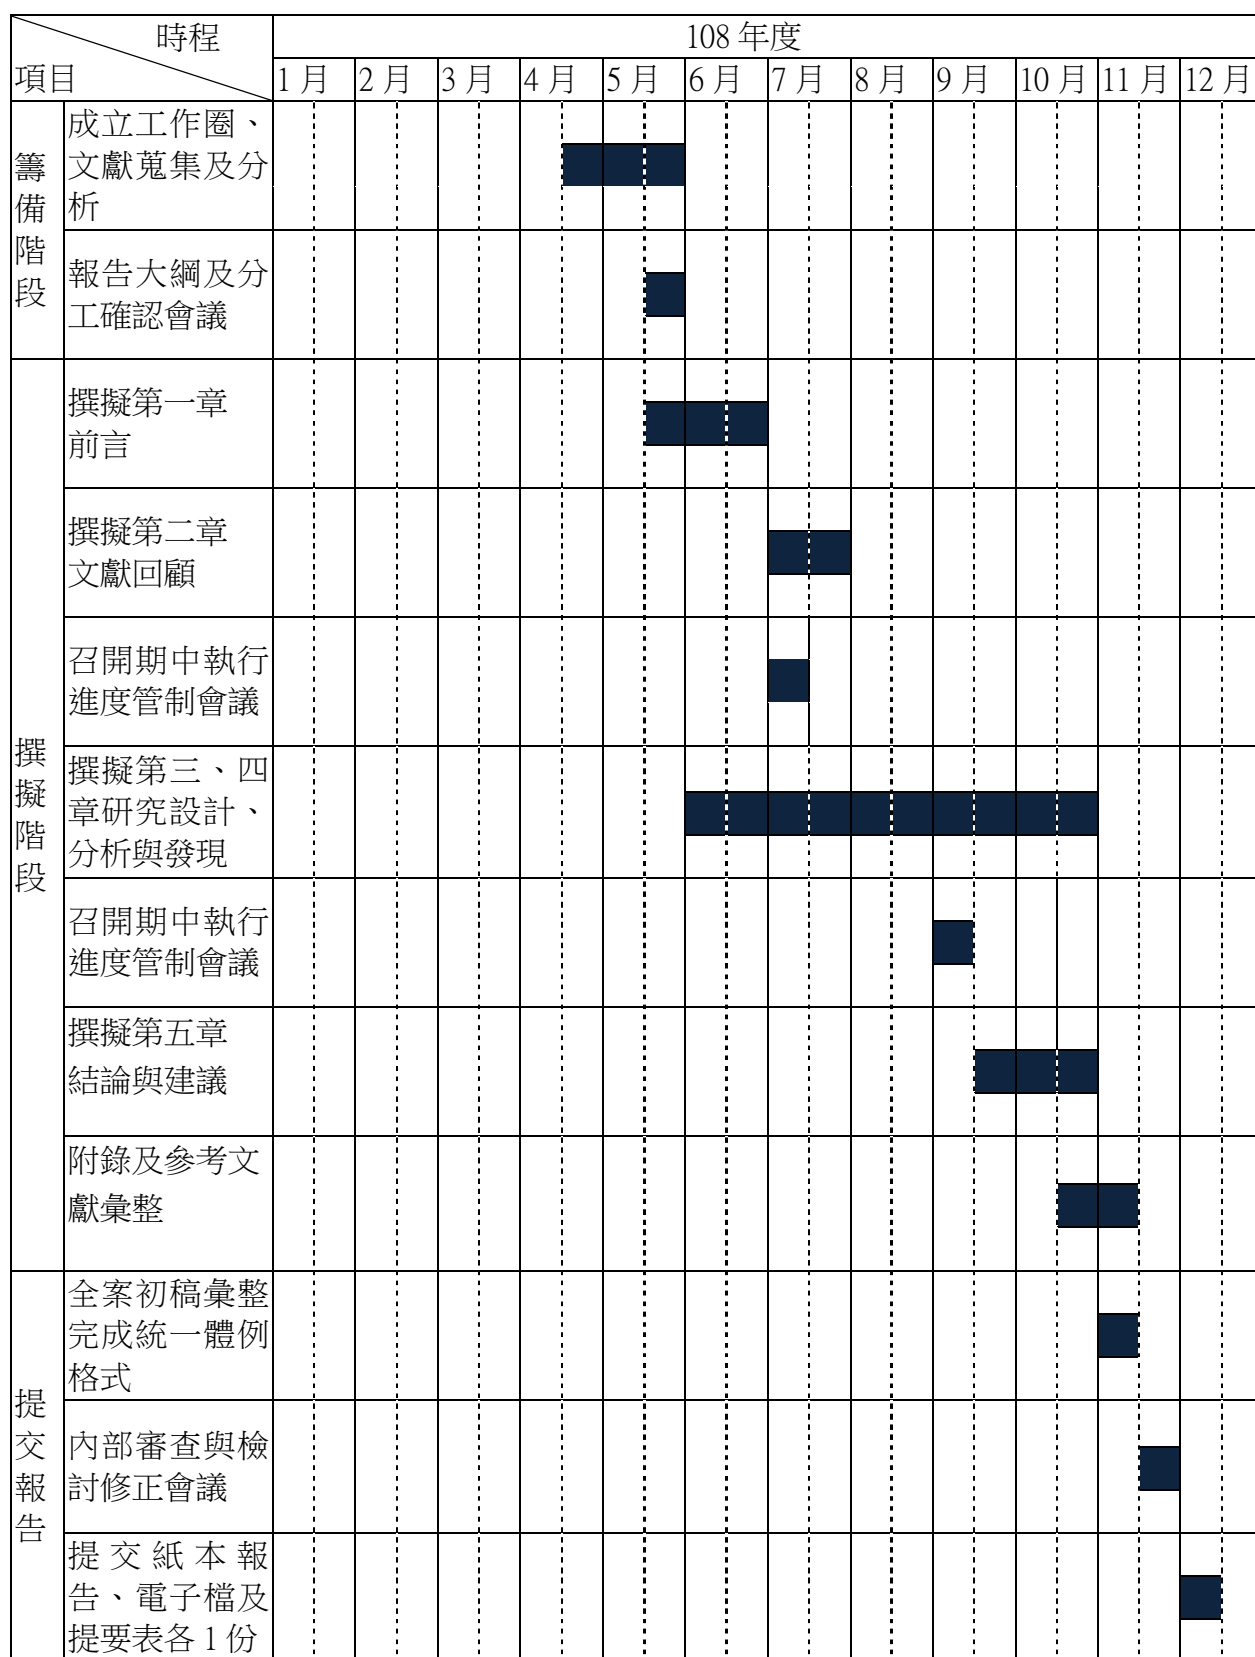 時程
108 年度
項目
1 月 2 月 3 月 4 月 5 月 6 月 7 月 8 月 9 月 10 月 11 月 12 月
籌備階段
成立工作圈、
文獻蒐集及分
析
報告大綱及分
工確認會議
撰擬階段
撰擬第一章
前言
撰擬第二章
文獻回顧
召開期中執行
進度管制會議
撰擬第三、四
章研究設計、
分析與發現
召開期中執行
進度管制會議
撰擬第五章
結論與建議
附錄及參考文
獻彙整
提交報告
全案初稿彙整
完成統一體例
格式
內部審查與檢
討修正會議
提交紙本報
告、電子檔及
提要表各 1 份